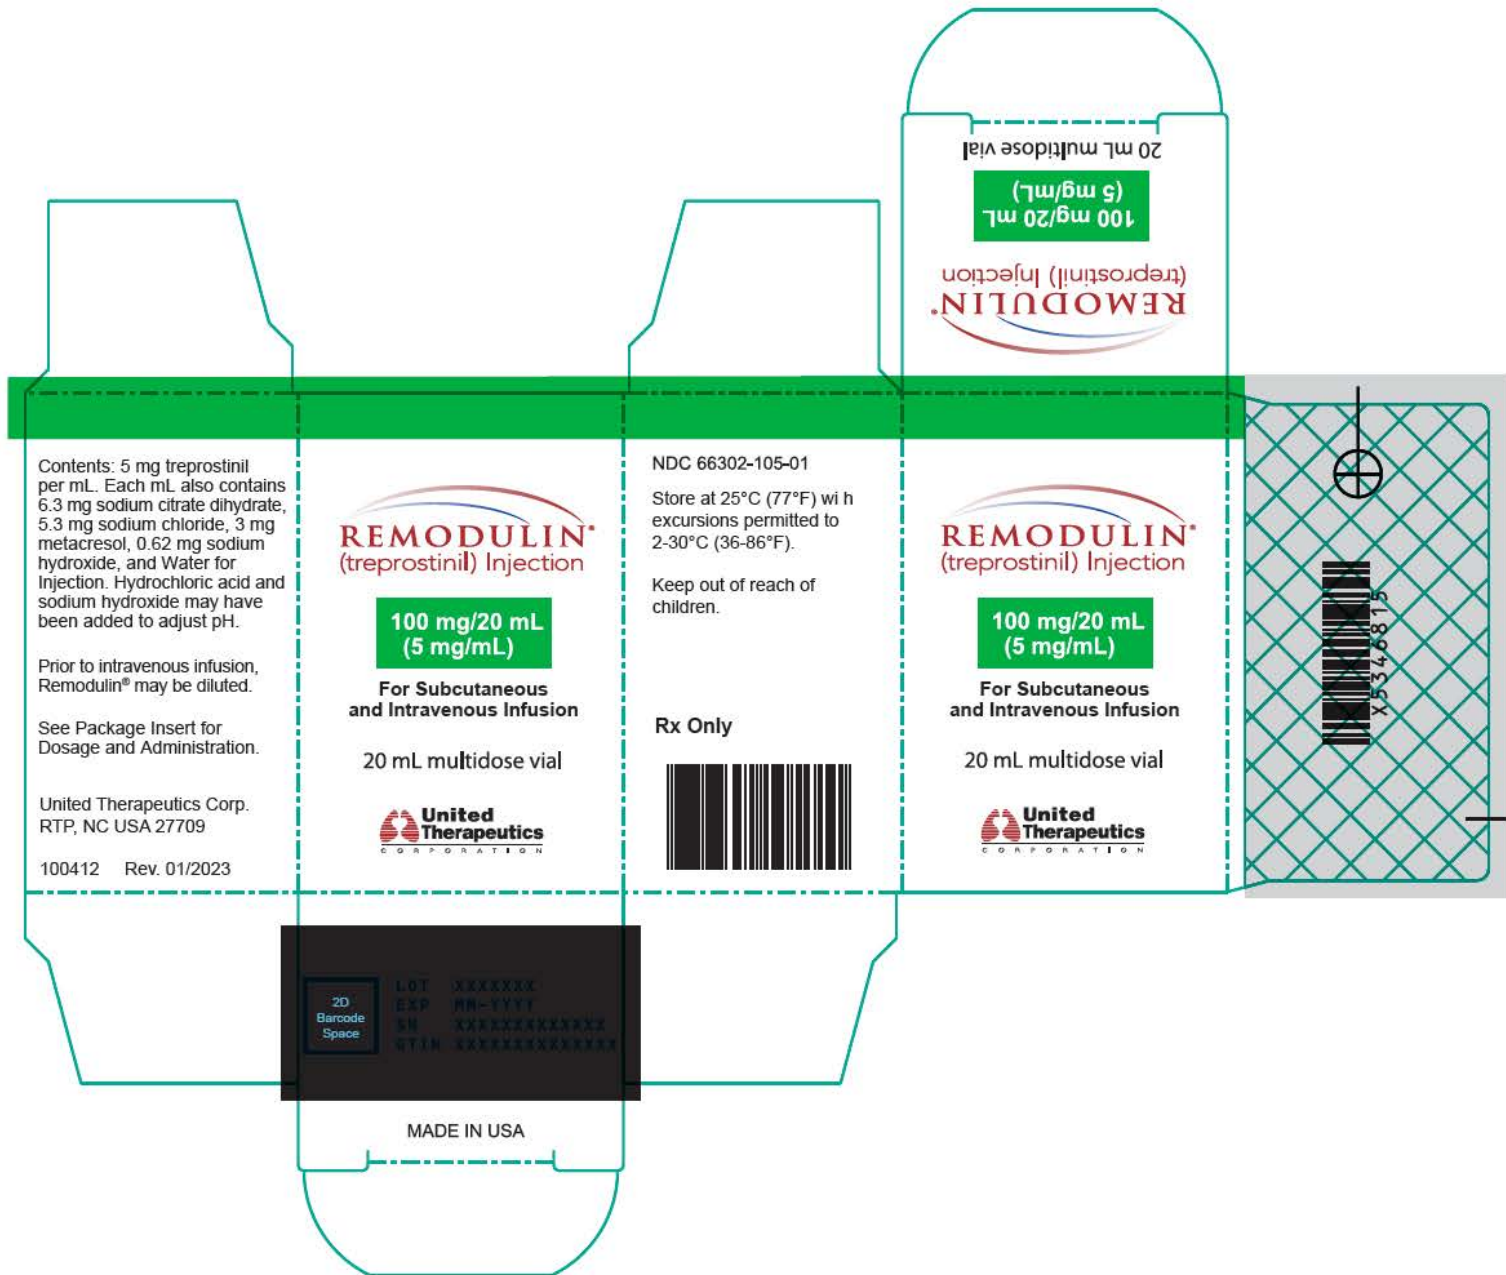 20 mL multidose vial
100 mg/20 mL
(5 mg/mL)
REMODULIN®
(treprostinil) Injection
Contents: 5 mg treprostinil
per mL. Each mL also contains
6.3 mg sodium citrate dihydrate,
5.3 mg sodium chloride, 3 mg
metacresol, 0.62 mg sodium
hydroxide, and Water for
Injection. Hydrochloric acid and
sodium hydroxide may have
been added to adjust pH.
Prior to intravenous infusion,
Remodulin® may be diluted.
See Package Insert for
Dosage and Administration.
United Therapeutics Corp.
RTP, NC USA 27709
100412 Rev. 01/2023
REMODULIN®
(treprostinil) Injection
100 mg/20 mL
(5 mg/mL)
For Subcutaneous
and Intravenous Infusion
20 mL multidose vial
United
Therapeutics
CORPORATION
NDC 66302-105-01
Store at 25°C (77°F) wi h
excursions permitted to
2-30°C (36-86°F).
Keep out of reach of
children.
Rx Only
REMODULIN®
(treprostinil) Injection
100 mg/20 mL
(5 mg/mL)
For Subcutaneous
and Intravenous Infusion
20 mL multidose vial
United
Therapeutics
CORPORATION
X5346815
2D
Barcode
Space
LOT XXXXXXX
EXP MM-YYYY
SN XXXXXXXXXXXXX
GTIN XXXXXXXXXXXXXX
MADE IN USA